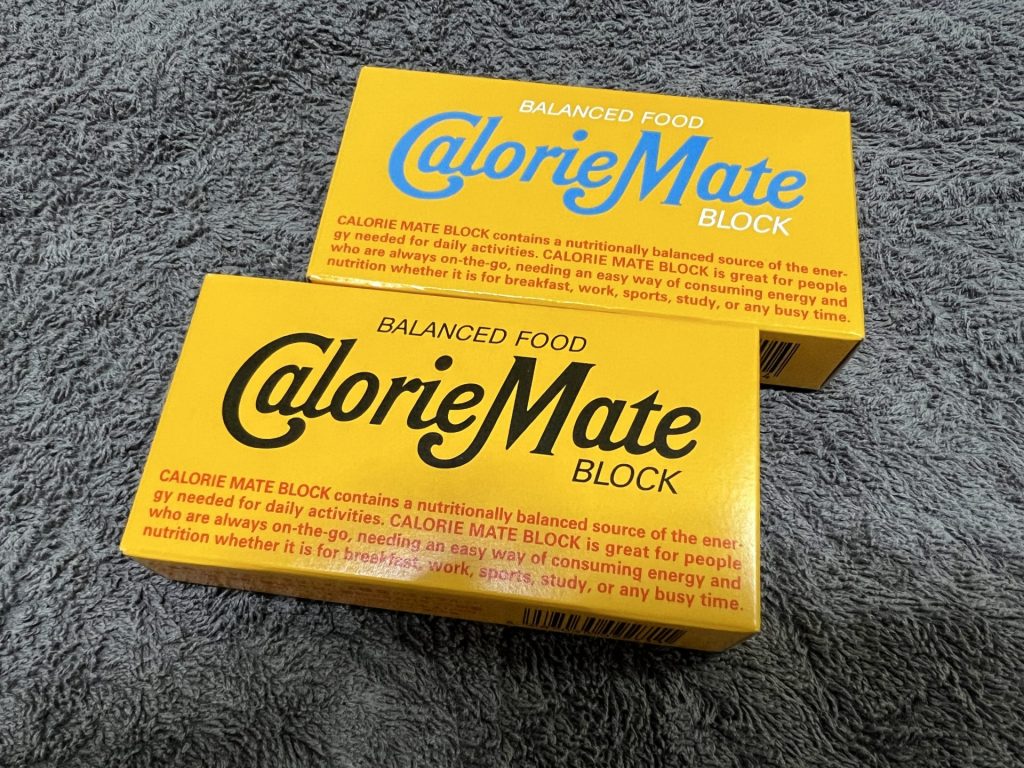 BALANCED FOOD
CalorieMate
BLOCK
CALORIE MATE BLOCK contains a nutritionally balanced source of the ener-
gy needed for daily activities. CALORIE MATE BLOCK is great for people
who are always on-the-go, needing an easy way of consuming energy and
nutrition whether it is for breakfast, work, sports, study, or any busy time.
BALANCED FOOD
CalorieMate
BLOCK
CALORIE MATE BLOCK contains a nutritionally balanced source of the ener-
gy needed for daily activities. CALORIE MATE BLOCK is great for people
who are always on-the-go, needing an easy way of consuming energy and
nutrition whether it is for breakfast, work, sports, study, or any busy time.